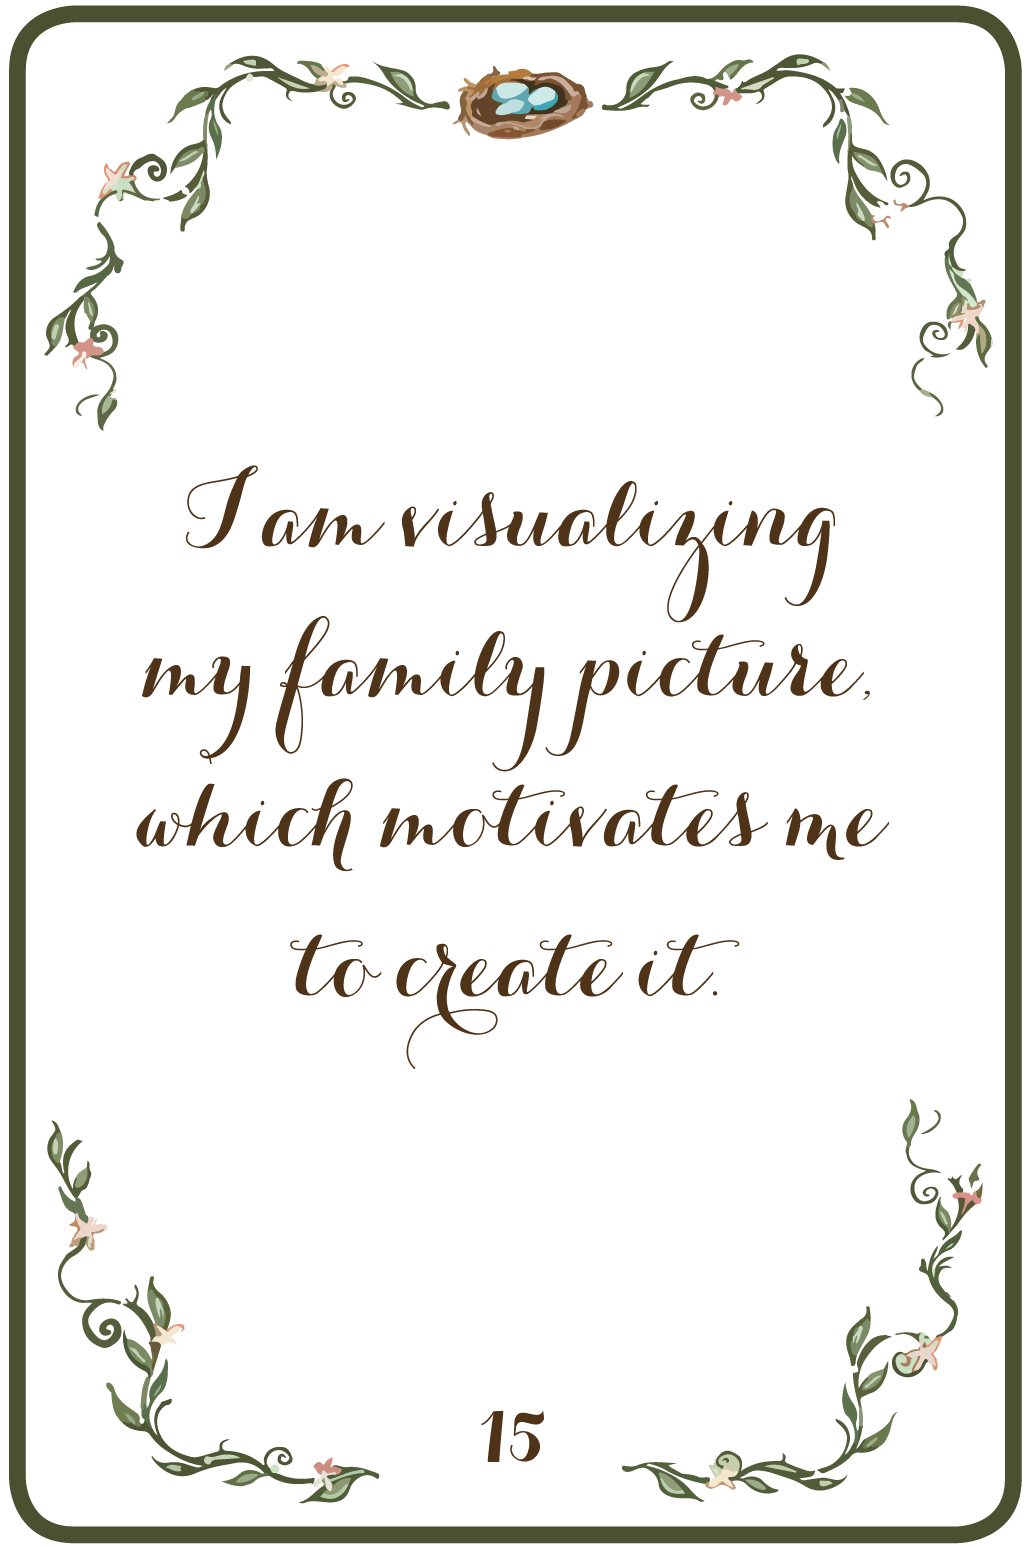 I am visualizing
my family picture,
which motivates me
to create it.
15